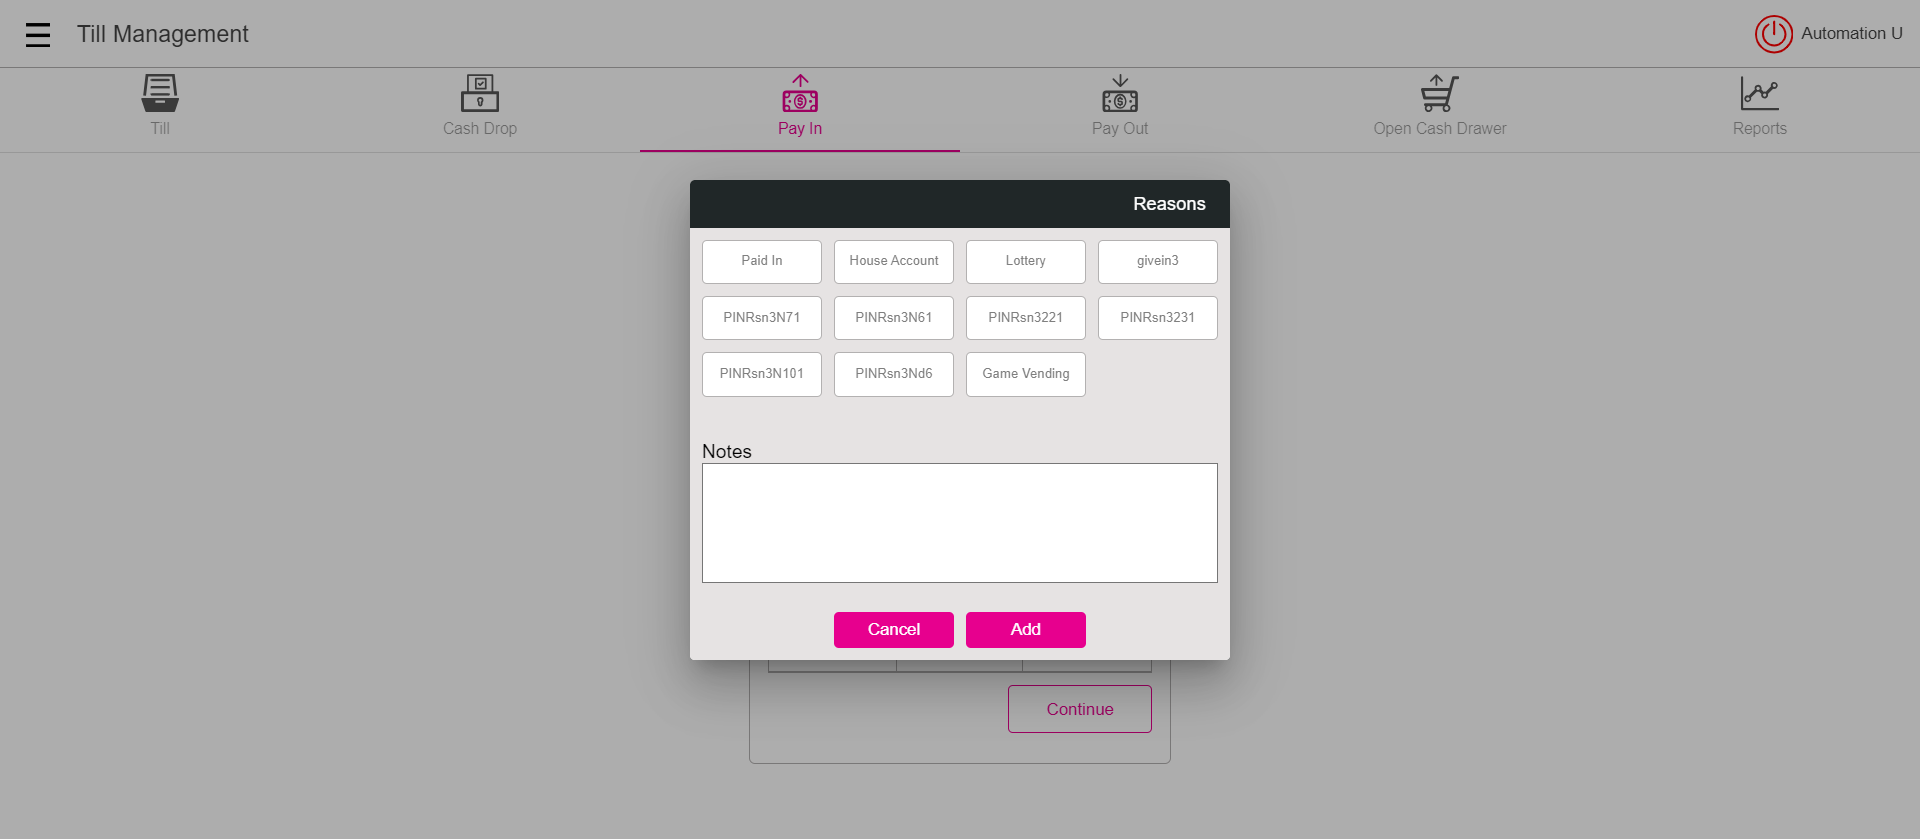 Till Management
Automation U
Till
Cash Drop
Pay In
Pay Out
Open Cash Drawer
Reports
Reasons
Paid In
House Account
Lottery
givein3
PINRsn3N71
PINRsn3N61
PINRsn3221
PINRsn3231
PINRsn3N101
PINRsn3Nd6
Game Vending
Notes
Cancel
Add
Continue